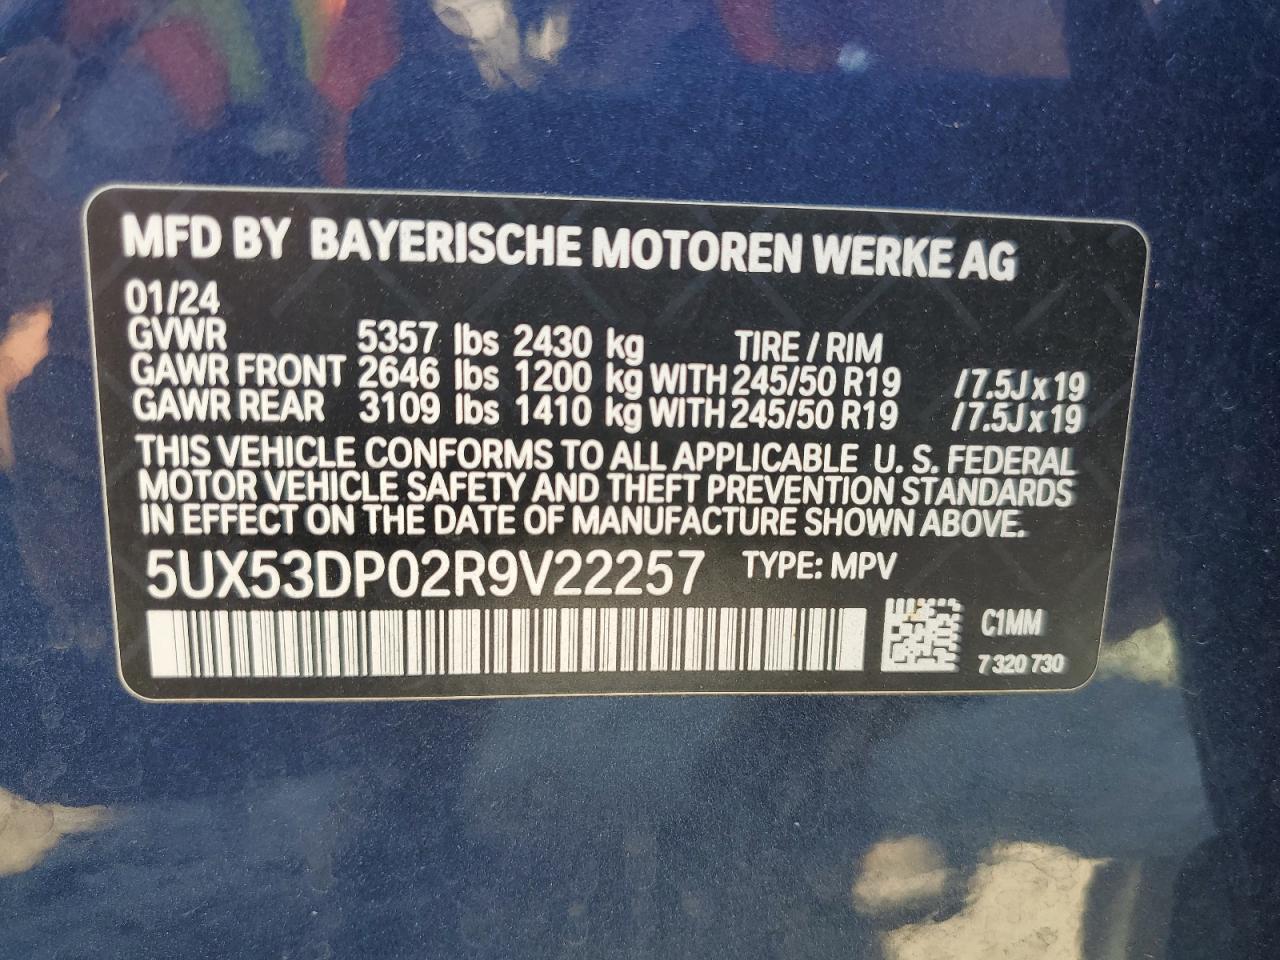 MFD BY BAYERISCHE MOTOREN WERKE AG
01/24
GVWR 5357 lbs 2430 kg TIRE / RIM
GAWR FRONT 2646 lbs 1200 kg WITH 245/50 R19 /7.5J x 19
GAWR REAR 3109 lbs 1410 kg WITH 245/50 R19 /7.5J x 19
THIS VEHICLE CONFORMS TO ALL APPLICABLE U. S. FEDERAL
MOTOR VEHICLE SAFETY AND THEFT PREVENTION STANDARDS
IN EFFECT ON THE DATE OF MANUFACTURE SHOWN ABOVE.
5UX53DP02R9V22257 TYPE: MPV
C1MM
7 320 730